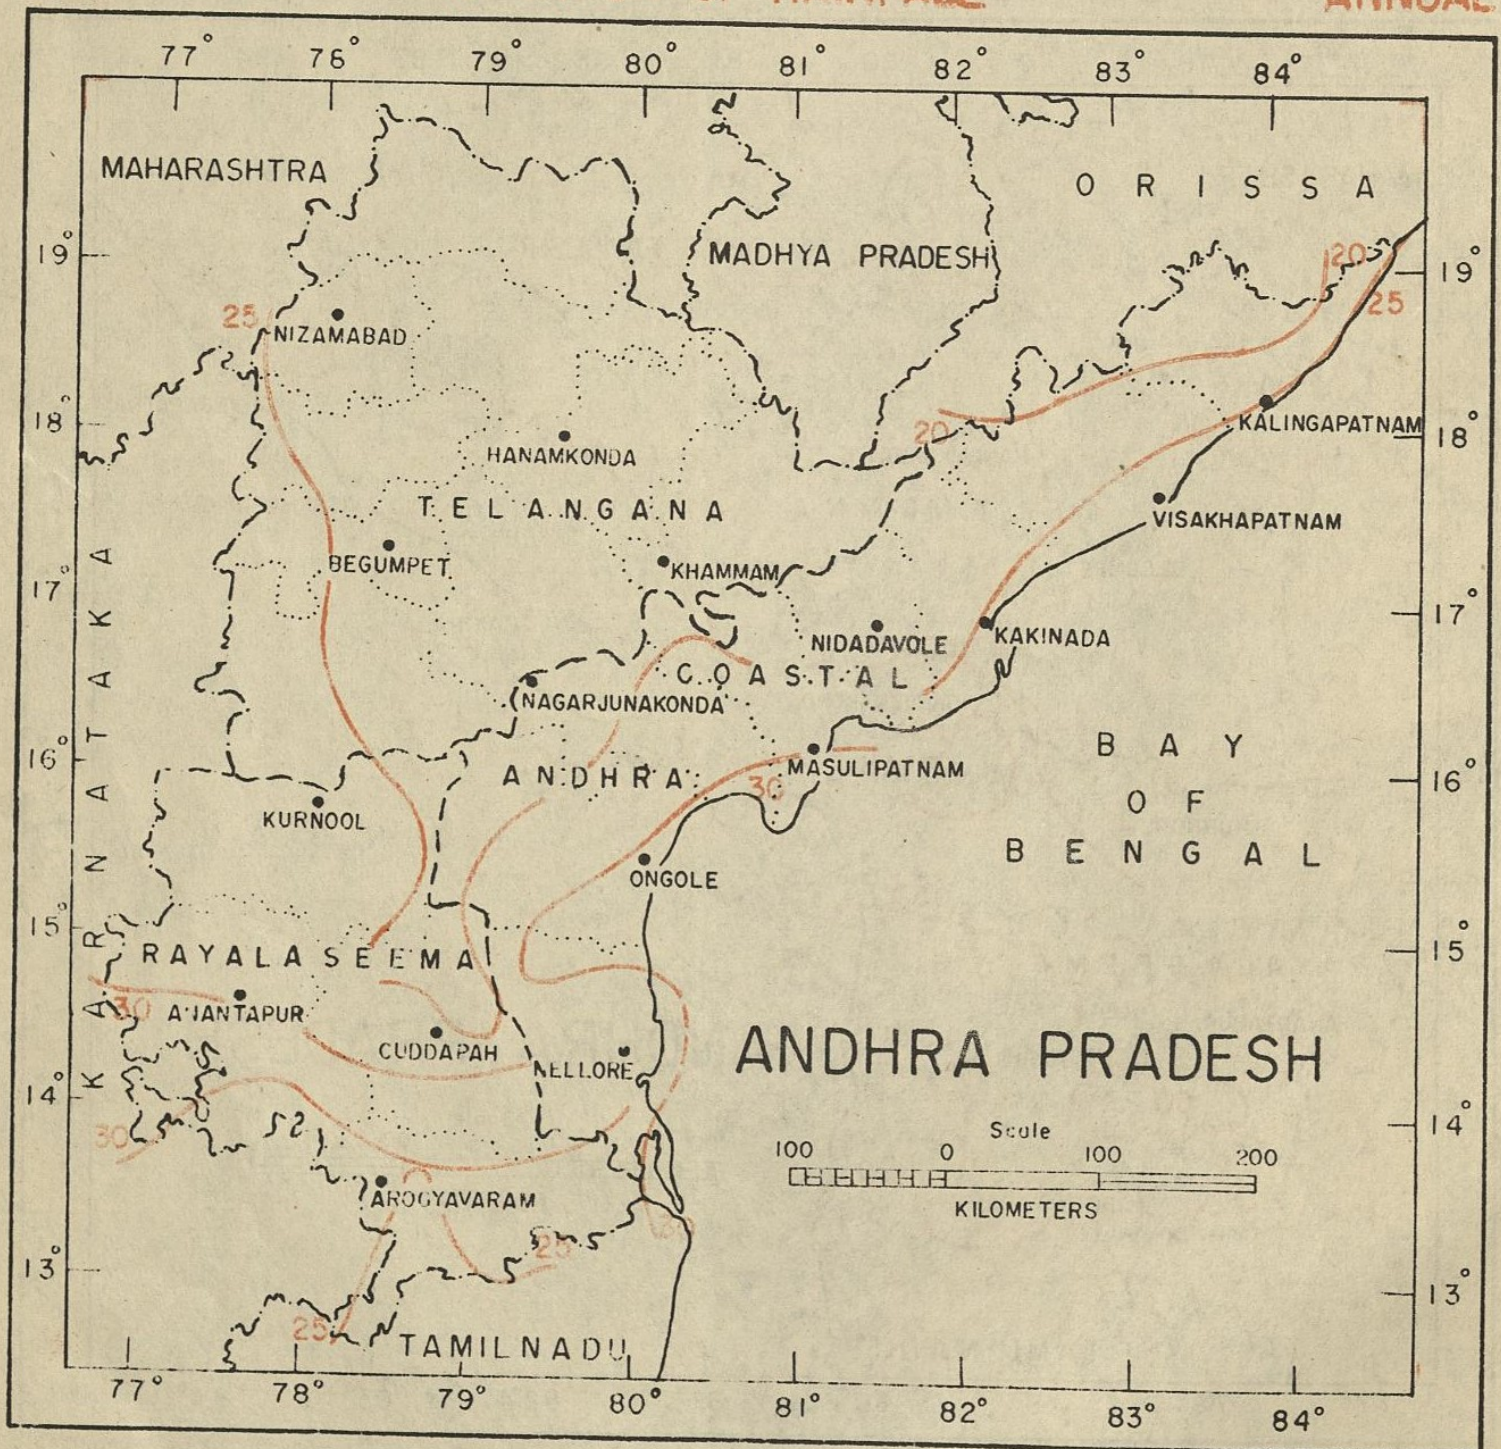 ANNUAL
77° 76° 79° 80° 81° 82° 83° 84°
MAHARASHTRA
O R I S S A
MADHYA PRADESH
19°
20
19°
25
25
NIZAMABAD
18°
20
KALINGAPATNAM
18°
HANAMKONDA
TELANGANA
VISAKHAPATNAM
BEGUMPET
KHAMMAM
17°
17°
NIDADAVOLE
KAKINADA
COASTAL
NAGARJUNAKONDA
KARNATAKA
16°
ANDHRA
MASULIPATNAM
30
BAY
OF
BENGAL
16°
KURNOOL
ONGOLE
15°
RAYALASEEMA
15°
30
ANANTAPUR
CUDDAPAH
NELLORE
ANDHRA PRADESH
14°
30
14°
Scale
100 0 100 200
KILOMETERS
AROGYAVARAM
13°
25
13°
25
TAMILNADU
77° 78° 79° 80° 81° 82° 83° 84°